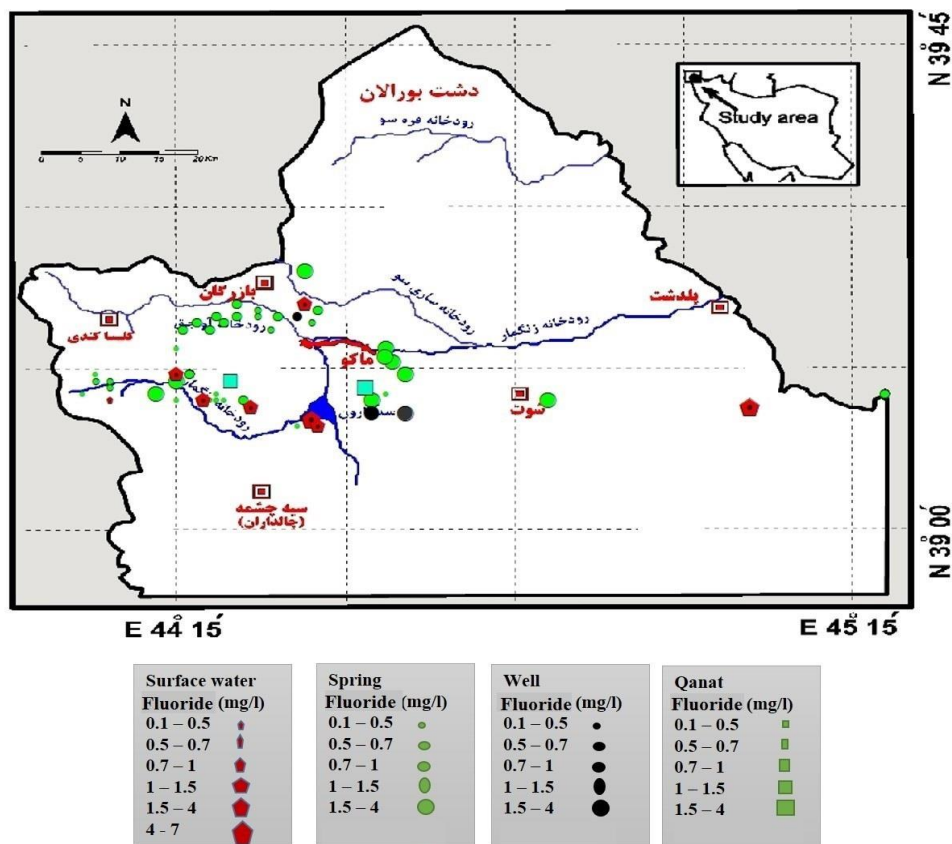 N 39° 45'
دشت بورالان
رودخانه قره سو
N
0 6 10 70 20 Km
Study area
بازرگان
کلسا کندی
پلدشت
رودخانه ساری سو
رودخانه زنگمار
ماکو
شوت
سیه چشمه
(چالداران)
N 39° 00'
E 44° 15'
E 45° 15'
Surface water
Fluoride (mg/l)
0.1 – 0.5
0.5 – 0.7
0.7 – 1
1 – 1.5
1.5 – 4
4 - 7
Spring
Fluoride (mg/l)
0.1 – 0.5
0.5 – 0.7
0.7 – 1
1 – 1.5
1.5 – 4
Well
Fluoride (mg/l)
0.1 – 0.5
0.5 – 0.7
0.7 – 1
1 – 1.5
1.5 – 4
Qanat
Fluoride (mg/l)
0.1 – 0.5
0.5 – 0.7
0.7 – 1
1 – 1.5
1.5 – 4